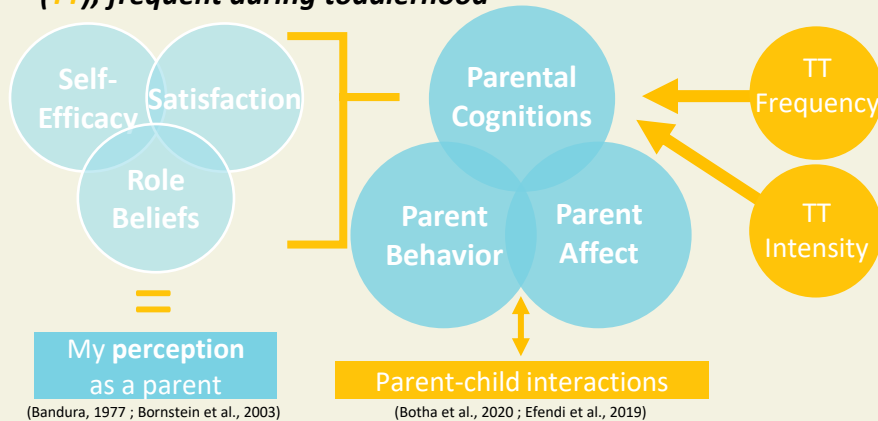 (TT), frequent during toddlerhood
Self-
Efficacy
Satisfaction
Role
Beliefs
=
My perception
as a parent
(Bandura, 1977 ; Bornstein et al., 2003)
Parental
Cognitions
Parent
Behavior
Parent
Affect
Parent-child interactions
(Botha et al., 2020 ; Efendi et al., 2019)
TT
Frequency
TT
Intensity